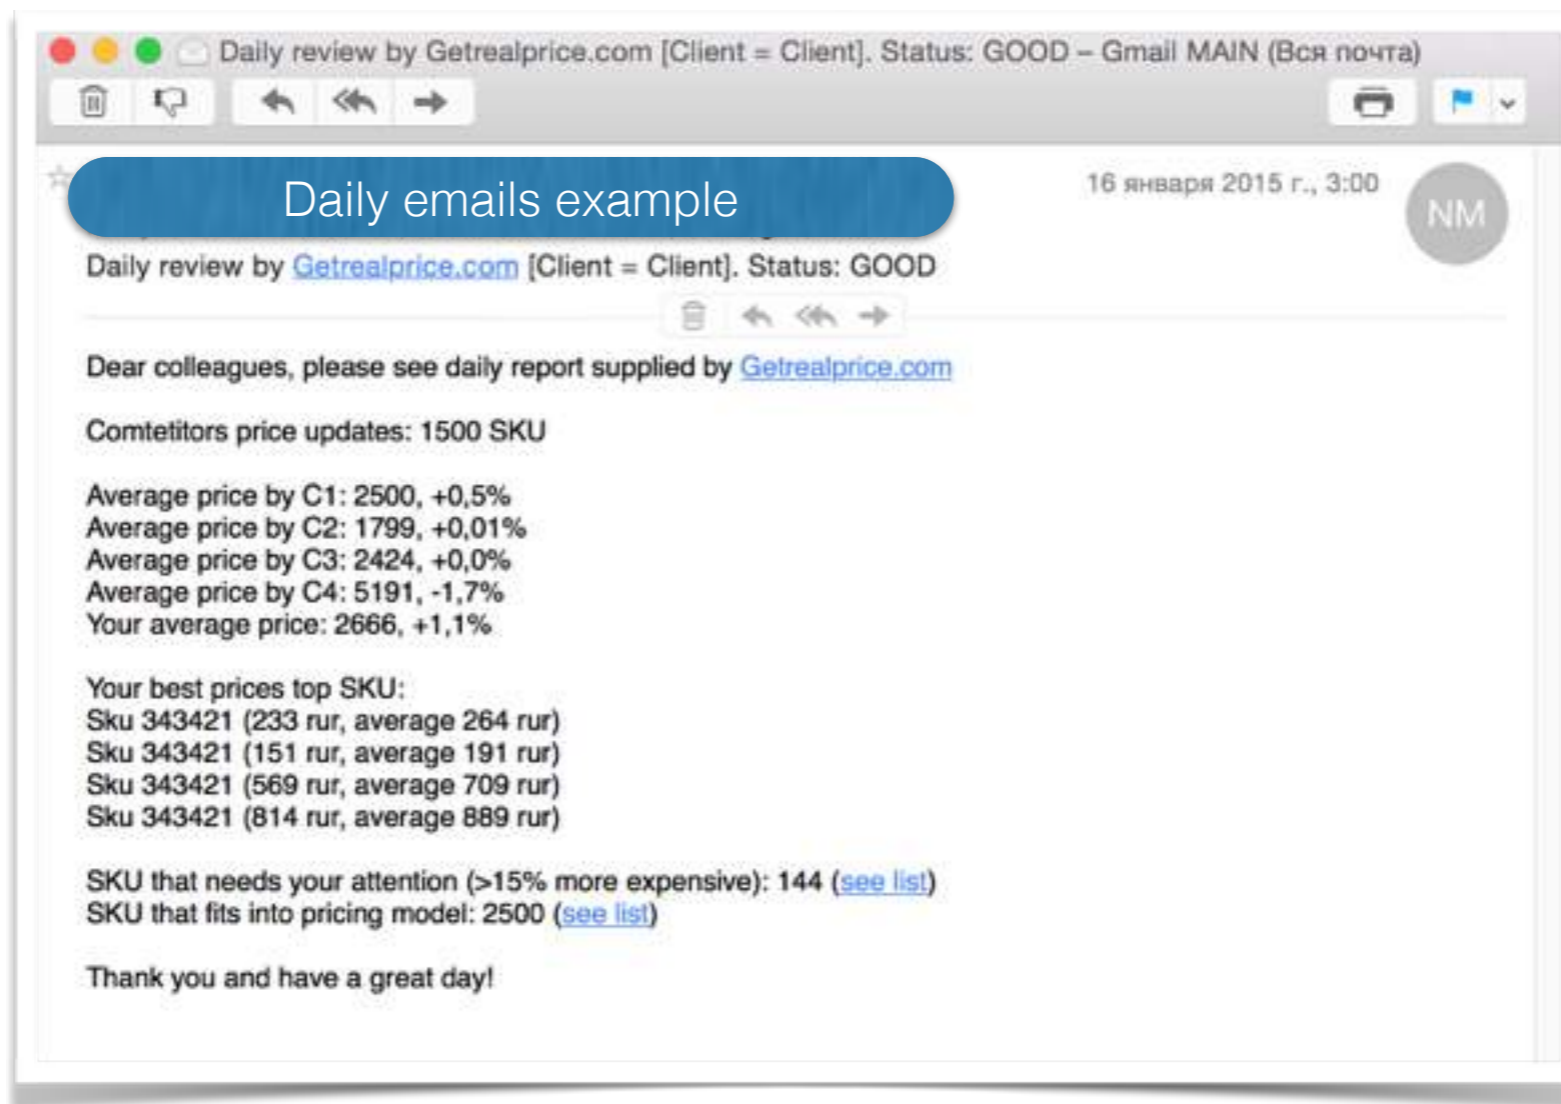 Daily review by Getrealprice.com [Client = Client]. Status: GOOD – Gmail MAIN (Вся почта)
Daily emails example
16 января 2015 г., 3:00
NM
Daily review by Getrealprice.com [Client = Client]. Status: GOOD
Dear colleagues, please see daily report supplied by Getrealprice.com
Comtetitors price updates: 1500 SKU
Average price by C1: 2500, +0,5%
Average price by C2: 1799, +0,01%
Average price by C3: 2424, +0,0%
Average price by C4: 5191, -1,7%
Your average price: 2666, +1,1%
Your best prices top SKU:
Sku 343421 (233 rur, average 264 rur)
Sku 343421 (151 rur, average 191 rur)
Sku 343421 (569 rur, average 709 rur)
Sku 343421 (814 rur, average 889 rur)
SKU that needs your attention (>15% more expensive): 144 (see list)
SKU that fits into pricing model: 2500 (see list)
Thank you and have a great day!